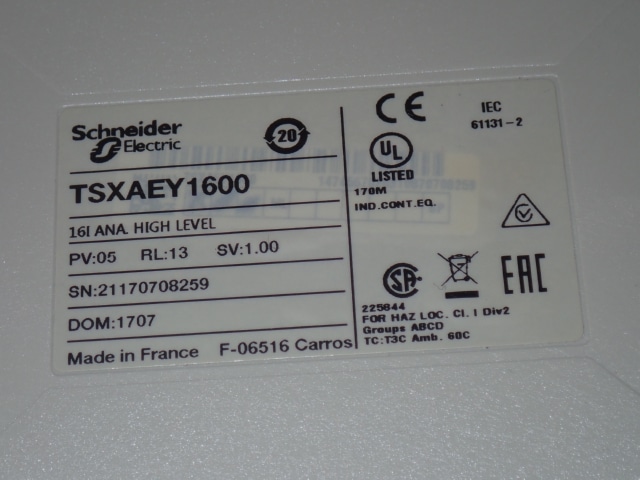 Schneider
Electric
20
TSXAEY1600
16I ANA. HIGH LEVEL
PV:05 RL:13 SV:1.00
SN:21170708259
DOM:1707
Made in France F-06516 Carros
CE
IEC
61131-2
UL
LISTED
170M
IND.CONT.EQ.
SA
EAC
225844
FOR HAZ LOC. Cl. I Div2
Groups ABCD
TC:T3C Amb. 60C